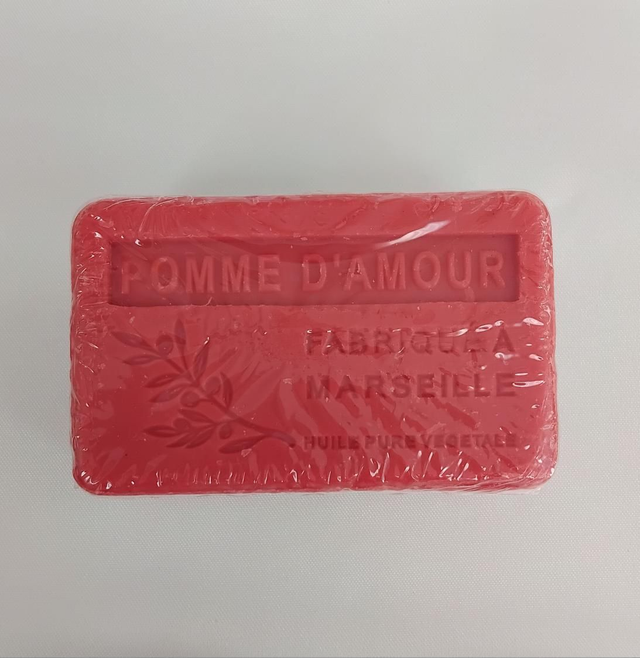 POMME D'AMOUR
FABRIQUE A
MARSEILLE
HUILE PURE VEGETALE